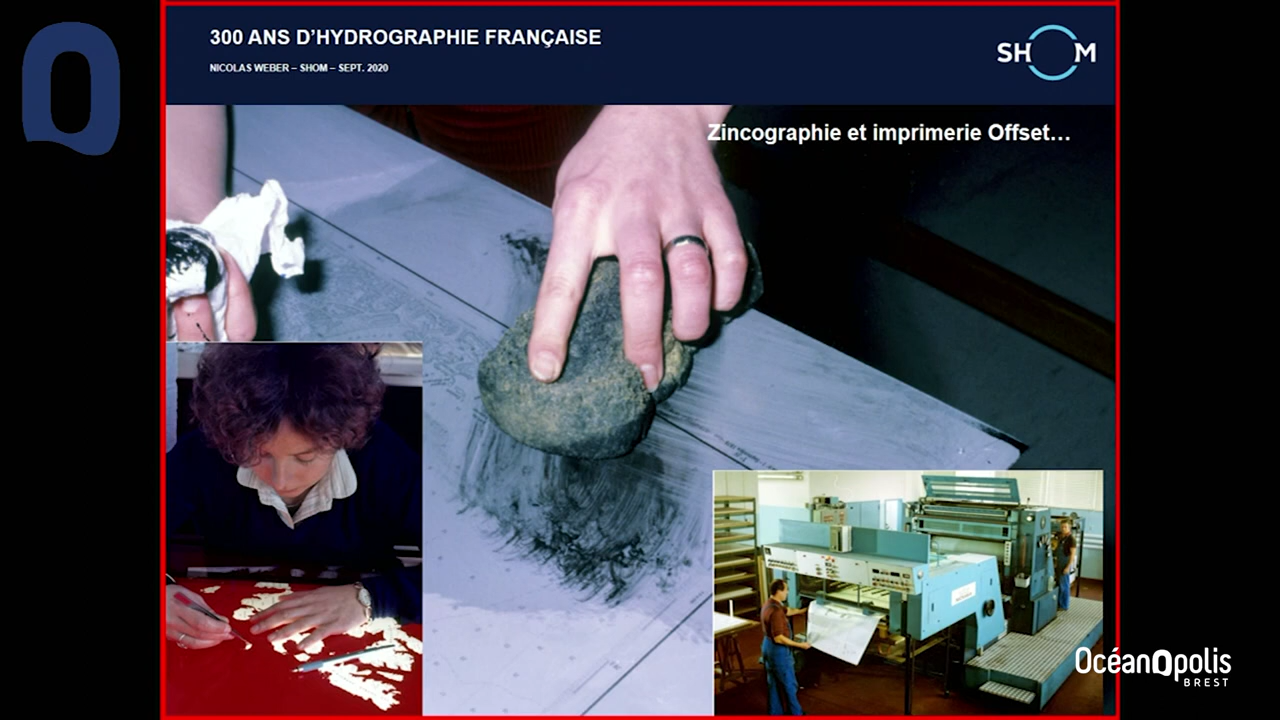 300 ANS D'HYDROGRAPHIE FRANÇAISE
NICOLAS WEBER – SHOM – SEPT. 2020
SHOM
Zincographie et imprimerie Offset…
OcéanOpolis
BREST